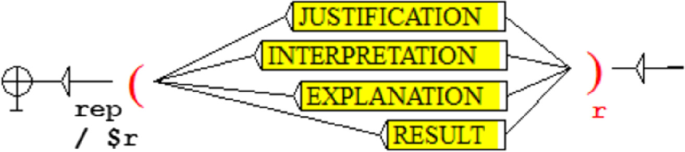 JUSTIFICATION
INTERPRETATION
(
)
EXPLANATION
rep
r
/ $r
RESULT